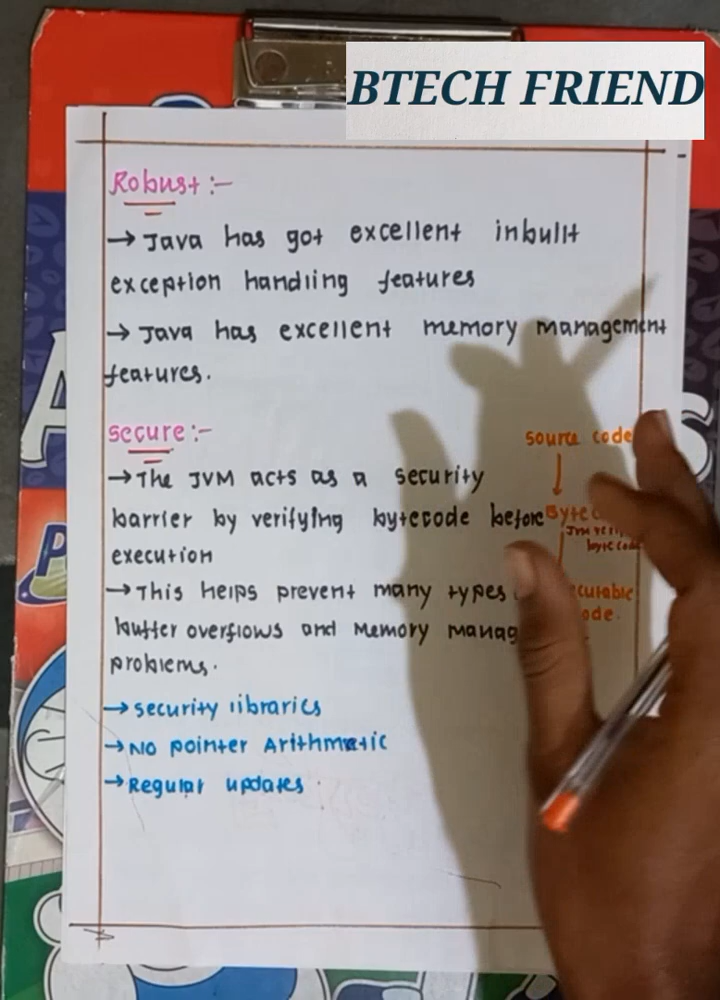 BTECH FRIEND
Robust :-
→ Java has got excellent inbuilt
exception handling features
→ Java has excellent memory management
features.
secure :-
→ The JVM acts as a security
barrier by verifying bytecode before
execution
→ This helps prevent many types
buffer overflows and Memory
problems.
→ security libraries
→ No pointer Arithmetic
→ Regular updates
source code
↓
JVM
byte